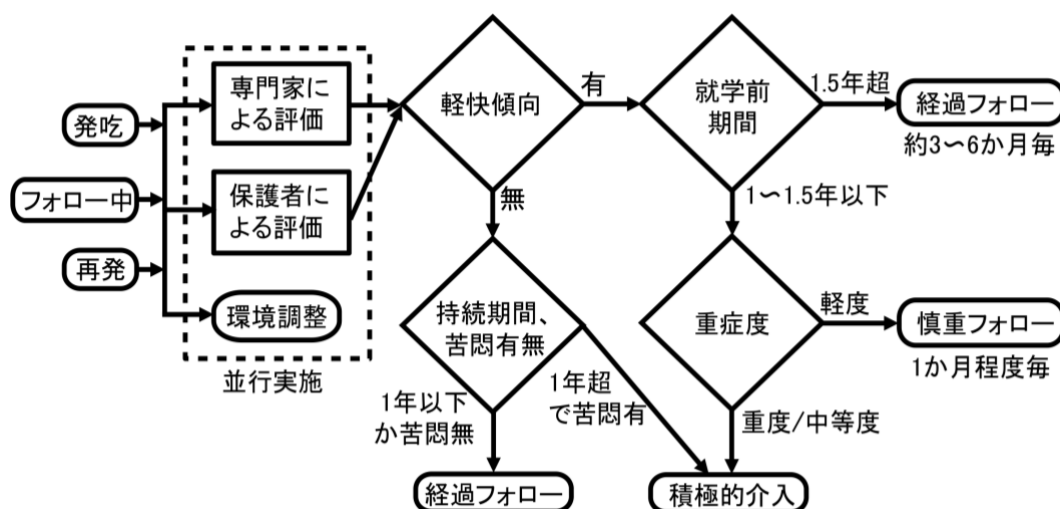 発吃
フォロー中
再発
専門家に
よる評価
保護者に
よる評価
環境調整
並行実施
軽快傾向
有
無
就学前
期間
1.5年超
経過フォロー
約3〜6か月毎
1〜1.5年以下
持続期間、
苦悶有無
1年以下
か苦悶無
1年超
で苦悶有
経過フォロー
重症度
軽度
慎重フォロー
1か月程度毎
重度/中等度
積極的介入